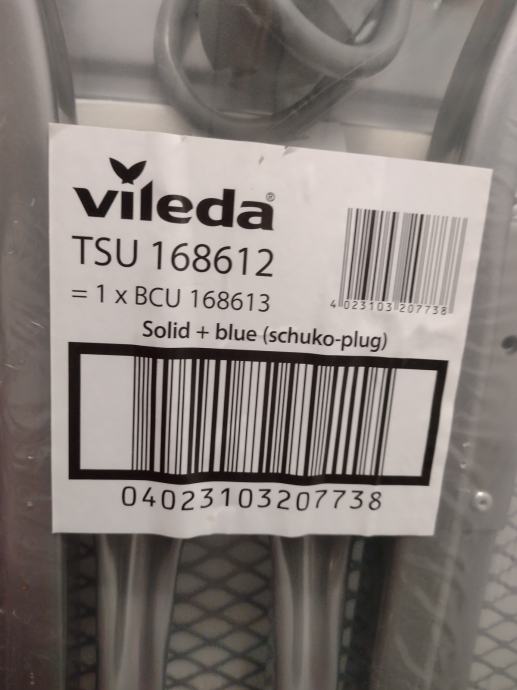 vileda®
TSU 168612
= 1 x BCU 168613
4 023103 207738
Solid + blue (schuko-plug)
04023103207738